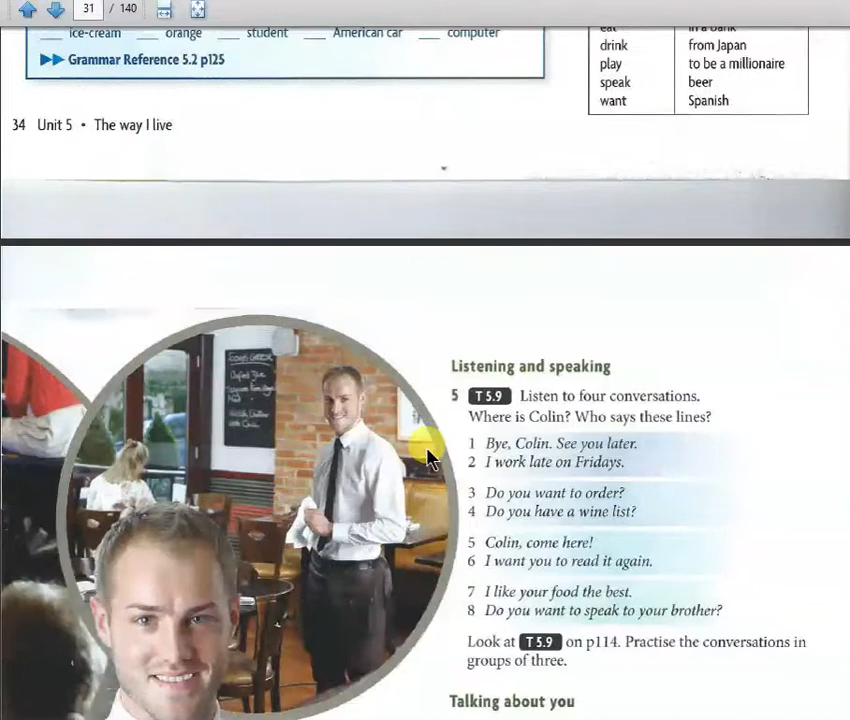 31 / 140
ice-cream orange student American car computer
Grammar Reference 5.2 p125
eat in a bank
drink from Japan
play to be a millionaire
speak beer
want Spanish
34 Unit 5 • The way I live
Listening and speaking
5 T 5.9 Listen to four conversations.
Where is Colin? Who says these lines?
1 Bye, Colin. See you later.
2 I work late on Fridays.
3 Do you want to order?
4 Do you have a wine list?
5 Colin, come here!
6 I want you to read it again.
7 I like your food the best.
8 Do you want to speak to your brother?
Look at T 5.9 on p114. Practise the conversations in
groups of three.
Talking about you